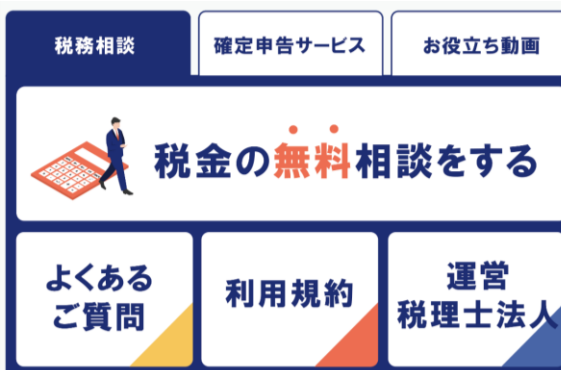 税務相談
確定申告サービス
お役立ち動画
税金の無料相談をする
よくある
ご質問
利用規約
運営
税理士法人